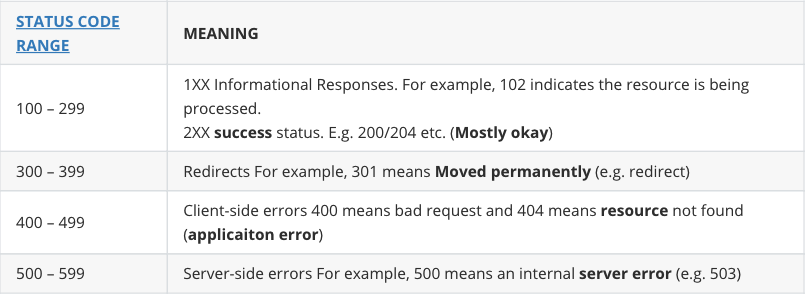 STATUS CODE
RANGE
MEANING
100 – 299
1XX Informational Responses. For example, 102 indicates the resource is being
processed.
2XX success status. E.g. 200/204 etc. (Mostly okay)
300 – 399
Redirects For example, 301 means Moved permanently (e.g. redirect)
400 – 499
Client-side errors 400 means bad request and 404 means resource not found
(applicaiton error)
500 – 599
Server-side errors For example, 500 means an internal server error (e.g. 503)